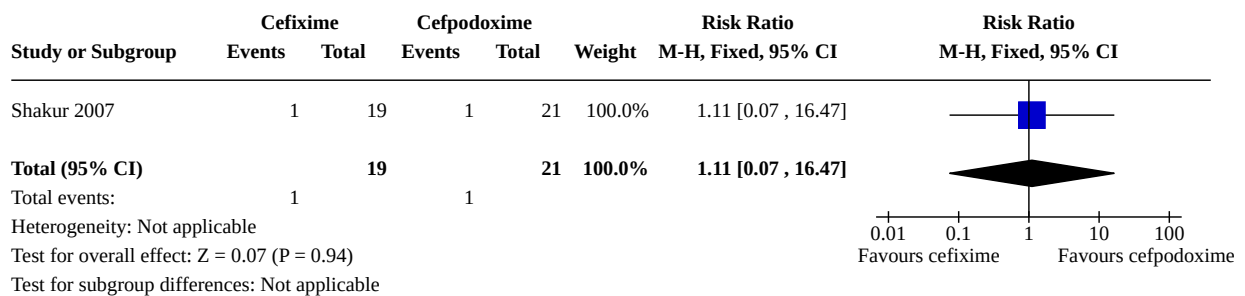 Cefixime Cefpodoxime Risk Ratio Risk Ratio
Study or Subgroup Events Total Events Total Weight M-H, Fixed, 95% CI M-H, Fixed, 95% CI
Shakur 2007 1 19 1 21 100.0% 1.11 [0.07 , 16.47]
Total (95% CI) 19 21 100.0% 1.11 [0.07 , 16.47]
Total events: 1 1
Heterogeneity: Not applicable
0.01 0.1 1 10 100
Test for overall effect: Z = 0.07 (P = 0.94) Favours cefixime Favours cefpodoxime
Test for subgroup differences: Not applicable